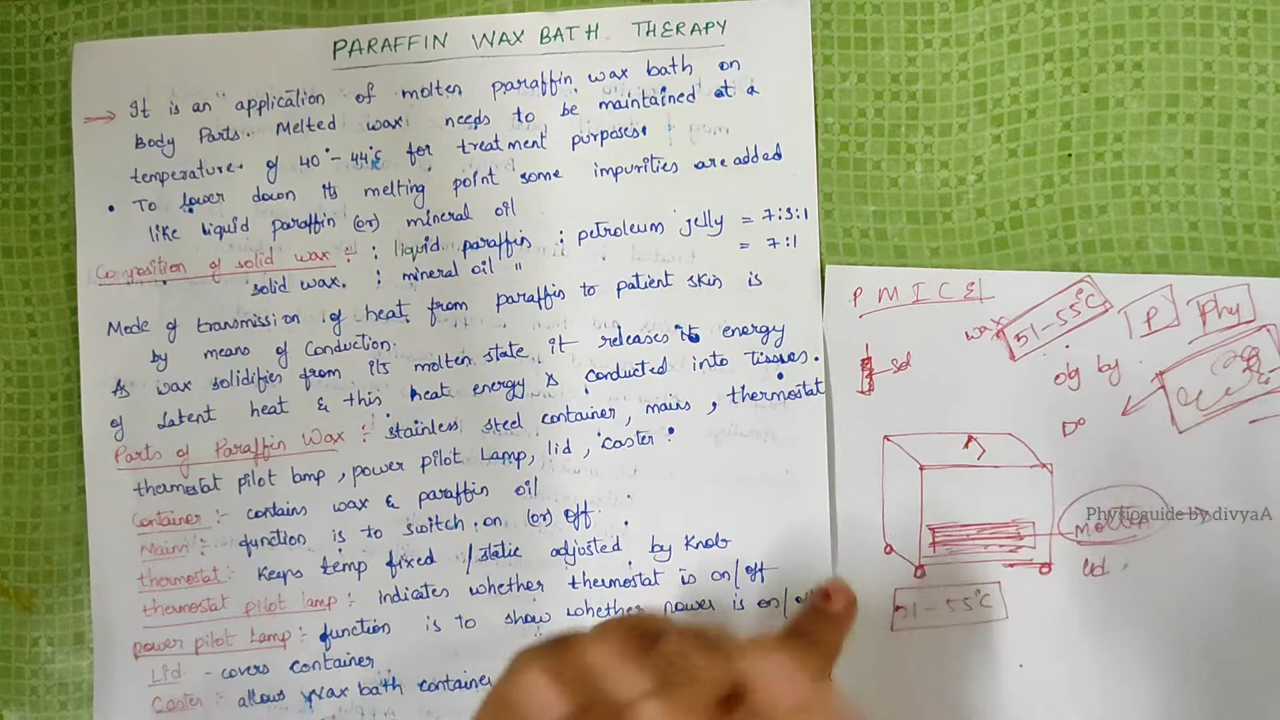 PARAFFIN WAX BATH THERAPY
It is an application of molten paraffin wax bath on
Body Parts. Melted wax needs to be maintained at a
temperature of 40°-44°c for treatment purposes.
• To lower down its melting point some impurities are added
like liquid paraffin (or) mineral oil
Composition of solid wax : liquid paraffin : petroleum jelly = 7:3:1
solid wax : mineral oil " = 7:1
Mode of transmission of heat from paraffin to patient skin is
by means of Conduction.
As wax solidifies from its molten state it releases its energy
of Latent heat & this heat energy is conducted into tissues.
Parts of Paraffin Wax :- stainless steel container, mains, thermostat
thermostat pilot lamp, power pilot Lamp, lid, caster :
Container :- contains wax & paraffin oil
Mains :- function is to switch on (or) off
thermostat :- Keeps temp fixed / static adjusted by Knob
thermostat pilot lamp :- indicates whether thermostat is on/off
power pilot Lamp :- function is to show whether power is on/
Lid - covers container
Caster :- allows wax bath container
P M I C E
wax 51-55°C P Phy
Sol
obj by
D°
molten
lid
51-55°C
Physioguide by divyaA